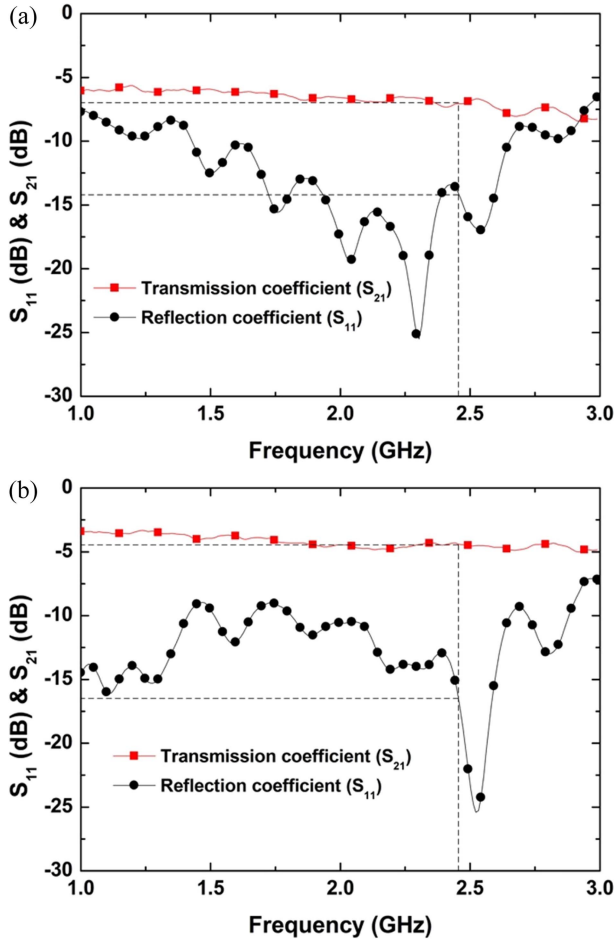 (a)
0
-5
-10
-15
-20
-25
-30
S11 (dB) & S21 (dB)
Transmission coefficient (S21)
Reflection coefficient (S11)
1.0 1.5 2.0 2.5 3.0
Frequency (GHz)
(b)
0
-5
-10
-15
-20
-25
-30
S11 (dB) & S21 (dB)
Transmission coefficient (S21)
Reflection coefficient (S11)
1.0 1.5 2.0 2.5 3.0
Frequency (GHz)